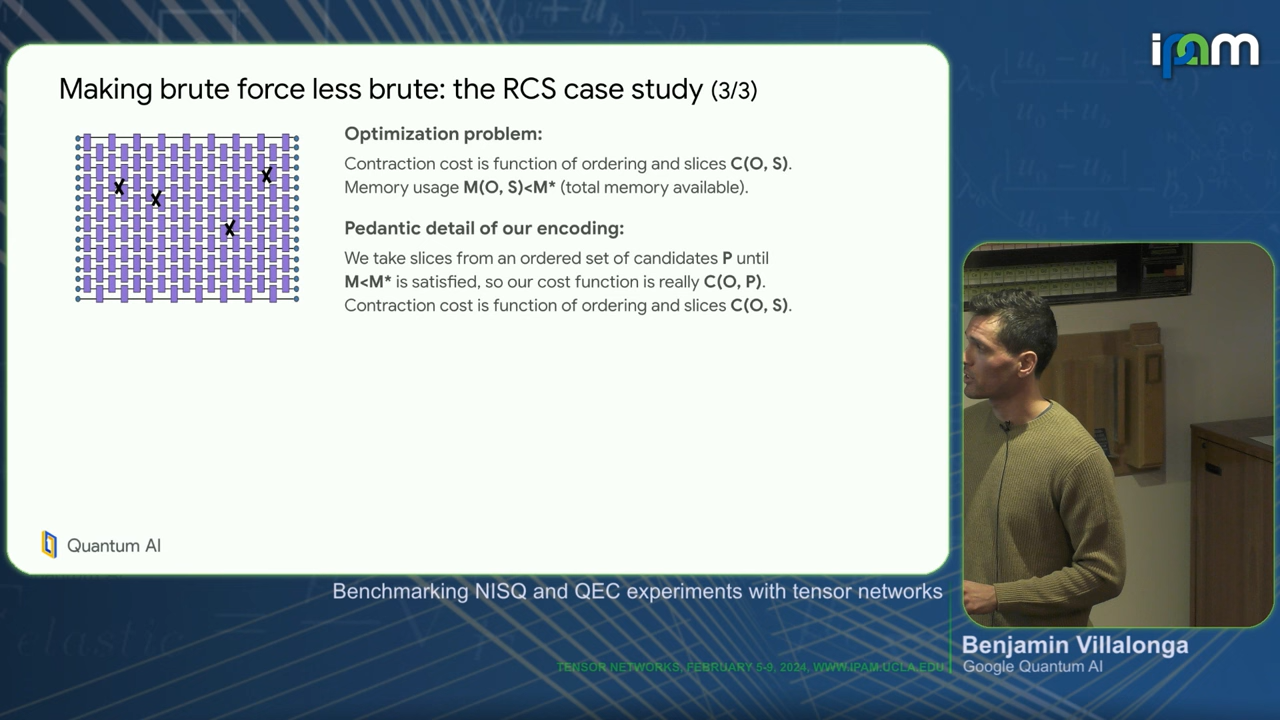 ipam
Making brute force less brute: the RCS case study (3/3)
Optimization problem:
Contraction cost is function of ordering and slices C(O, S).
Memory usage M(O, S)<M* (total memory available).
Pedantic detail of our encoding:
We take slices from an ordered set of candidates P until
M<M* is satisfied, so our cost function is really C(O, P).
Contraction cost is function of ordering and slices C(O, S).
Quantum AI
Benchmarking NISQ and QEC experiments with tensor networks
Benjamin Villalonga
Google Quantum AI
TENSOR NETWORKS, FEBRUARY 5-9, 2024, WWW.IPAM.UCLA.EDU
elastic